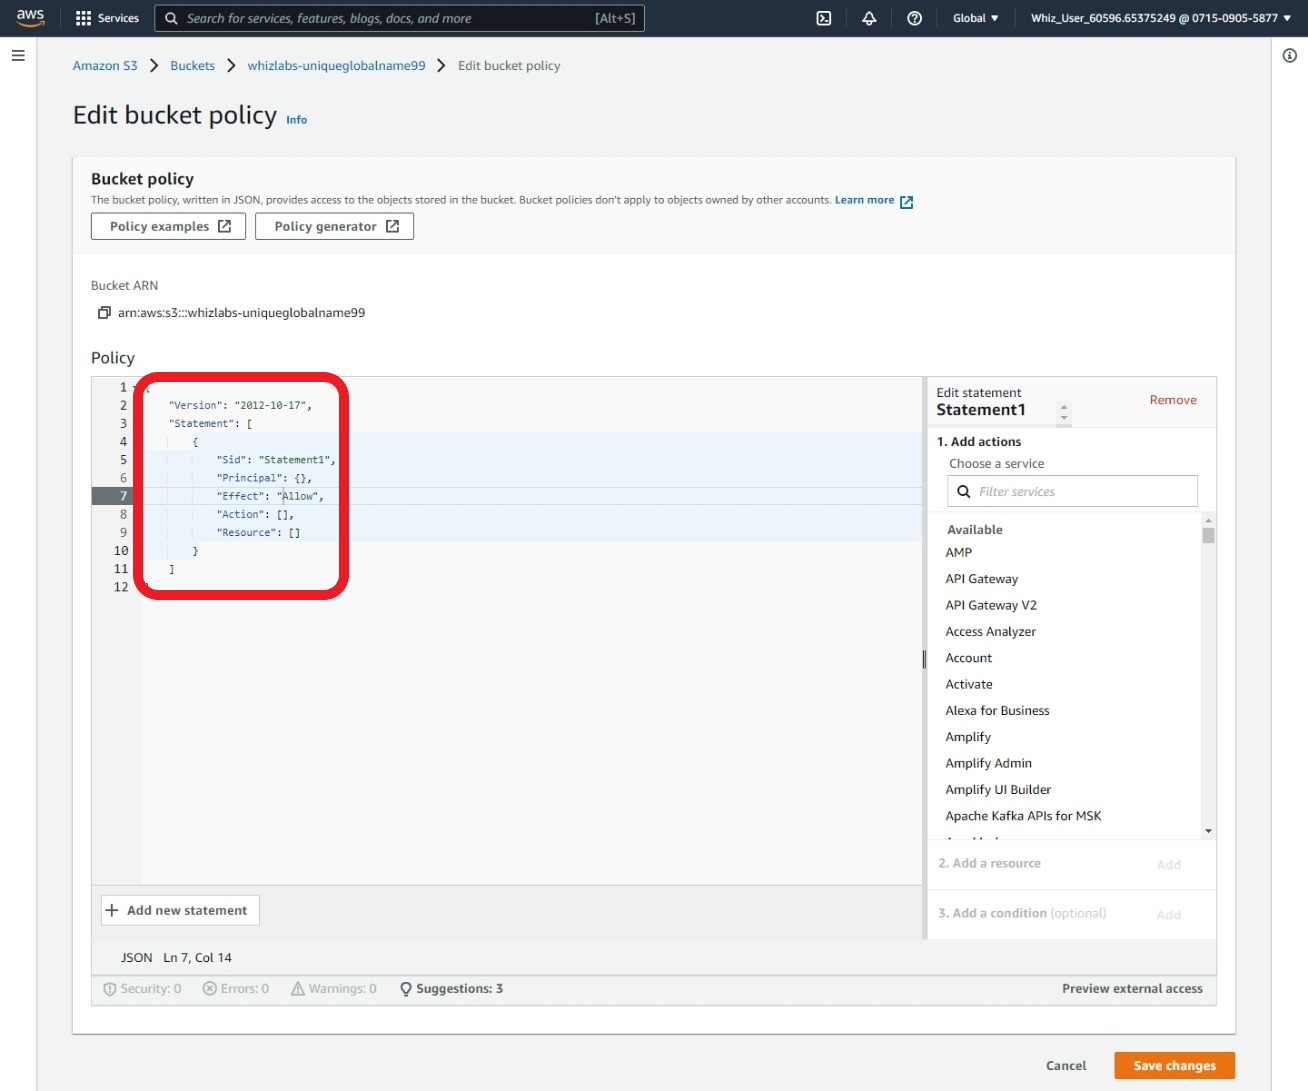 aws Services Search for services, features, blogs, docs, and more [Alt+S] Global Whiz_User_60596.65375249 @ 0715-0905-5877
Amazon S3 Buckets whizlabs-uniqueglobalname99 Edit bucket policy
Edit bucket policy Info
Bucket policy
The bucket policy, written in JSON, provides access to the objects stored in the bucket. Bucket policies don't apply to objects owned by other accounts. Learn more
Policy examples Policy generator
Bucket ARN
arn:aws:s3:::whizlabs-uniqueglobalname99
Policy
1
2 "Version": "2012-10-17",
3 "Statement": [
4 {
5 "Sid": "Statement1",
6 "Principal": {},
7 "Effect": "Allow",
8 "Action": [],
9 "Resource": []
10 }
11 ]
12
Edit statement
Statement1
Remove
1. Add actions
Choose a service
Filter services
Available
AMP
API Gateway
API Gateway V2
Access Analyzer
Account
Activate
Alexa for Business
Amplify
Amplify Admin
Amplify UI Builder
Apache Kafka APIs for MSK
2. Add a resource Add
3. Add a condition (optional) Add
+ Add new statement
JSON Ln 7, Col 14
Security: 0 Errors: 0 Warnings: 0 Suggestions: 3 Preview external access
Cancel Save changes